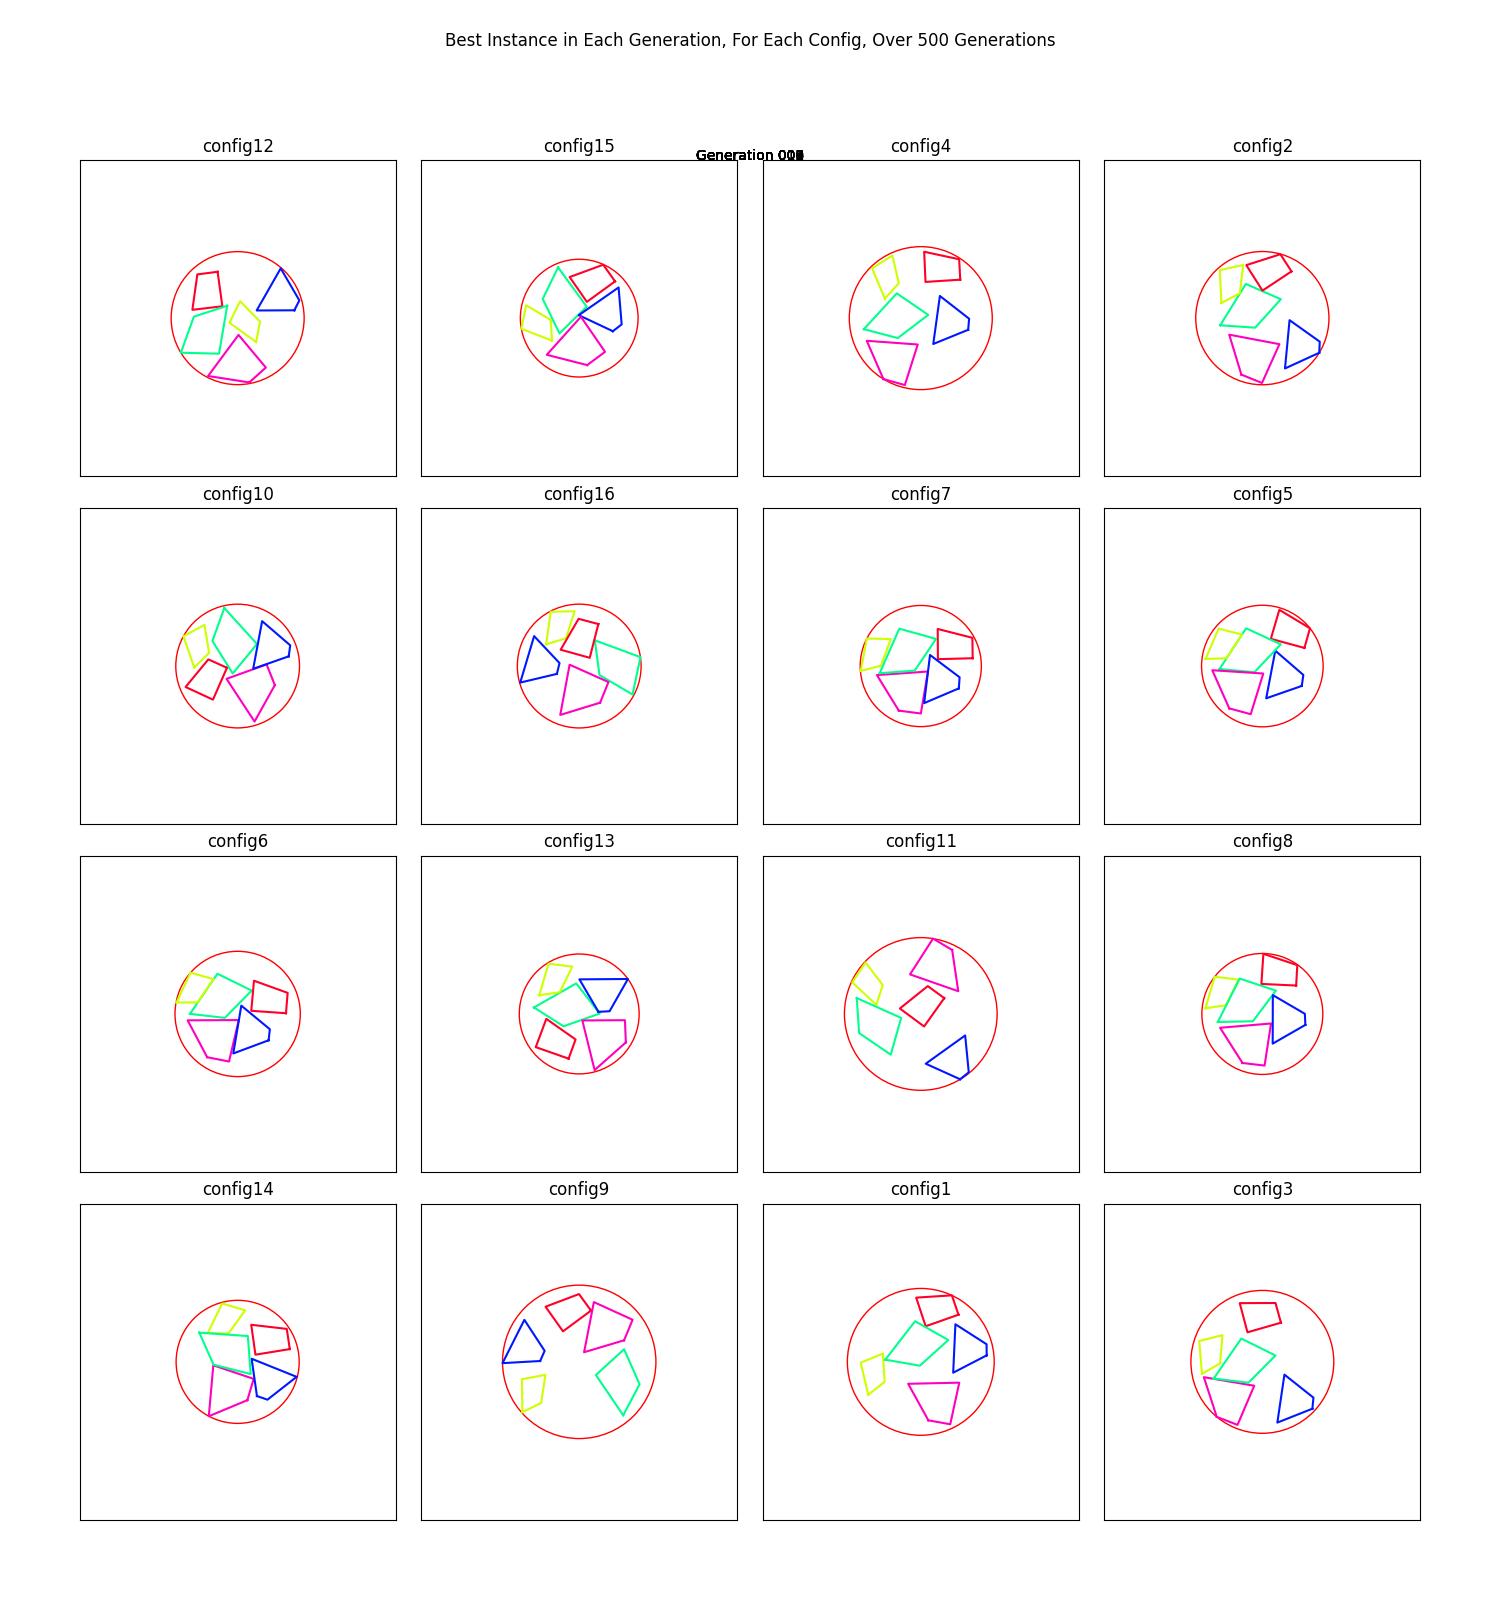 Best Instance in Each Generation, For Each Config, Over 500 Generations
Generation
config12
config15
config4
config2
config10
config16
config7
config5
config6
config13
config11
config8
config14
config9
config1
config3